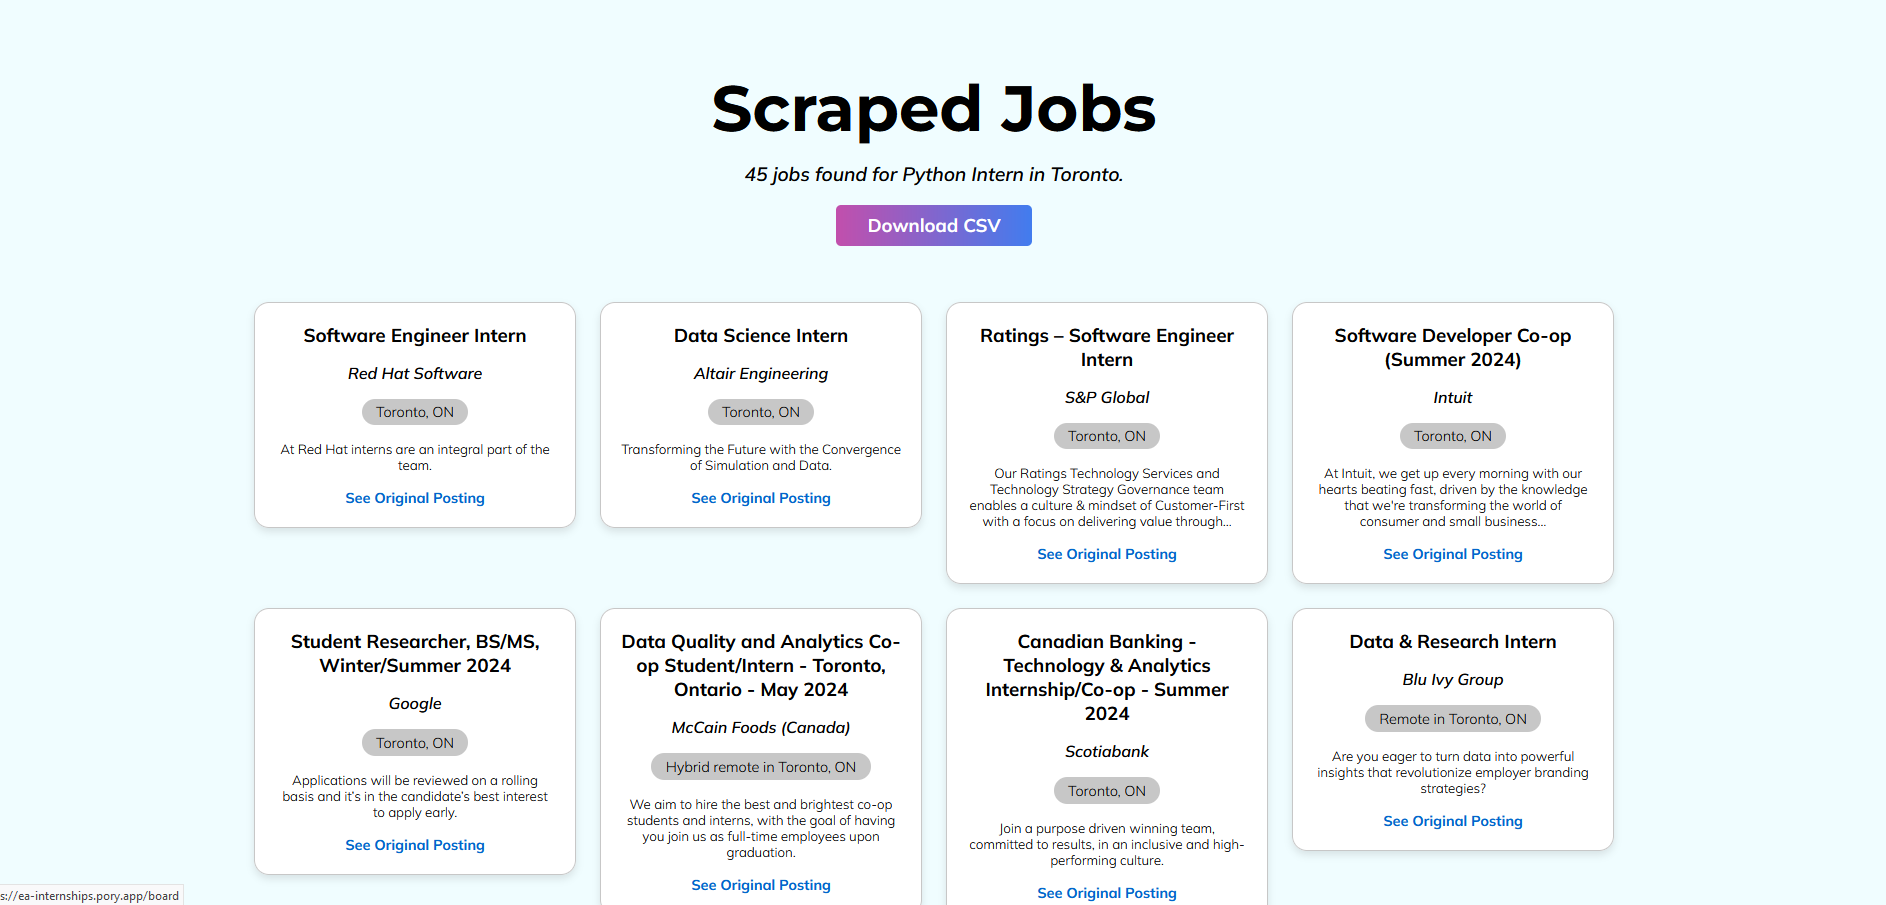 Scraped Jobs
45 jobs found for Python Intern in Toronto.
Download CSV
Software Engineer Intern
Red Hat Software
Toronto, ON
At Red Hat interns are an integral part of the
team.
See Original Posting
Data Science Intern
Altair Engineering
Toronto, ON
Transforming the Future with the Convergence
of Simulation and Data.
See Original Posting
Ratings – Software Engineer
Intern
S&P Global
Toronto, ON
Our Ratings Technology Services and
Technology Strategy Governance team
enables a culture & mindset of Customer-First
with a focus on delivering value through...
See Original Posting
Software Developer Co-op
(Summer 2024)
Intuit
Toronto, ON
At Intuit, we get up every morning with our
hearts beating fast, driven by the knowledge
that we're transforming the world of
consumer and small business...
See Original Posting
Student Researcher, BS/MS,
Winter/Summer 2024
Google
Toronto, ON
Applications will be reviewed on a rolling
basis and it’s in the candidate’s best interest
to apply early.
See Original Posting
Data Quality and Analytics Co-
op Student/Intern - Toronto,
Ontario - May 2024
McCain Foods (Canada)
Hybrid remote in Toronto, ON
We aim to hire the best and brightest co-op
students and interns, with the goal of having
you join us as full-time employees upon
graduation.
See Original Posting
Canadian Banking -
Technology & Analytics
Internship/Co-op - Summer
2024
Scotiabank
Toronto, ON
Join a purpose driven winning team,
committed to results, in an inclusive and high-
performing culture.
See Original Posting
Data & Research Intern
Blu Ivy Group
Remote in Toronto, ON
Are you eager to turn data into powerful
insights that revolutionize employer branding
strategies?
See Original Posting
s://ea-internships.pory.app/board